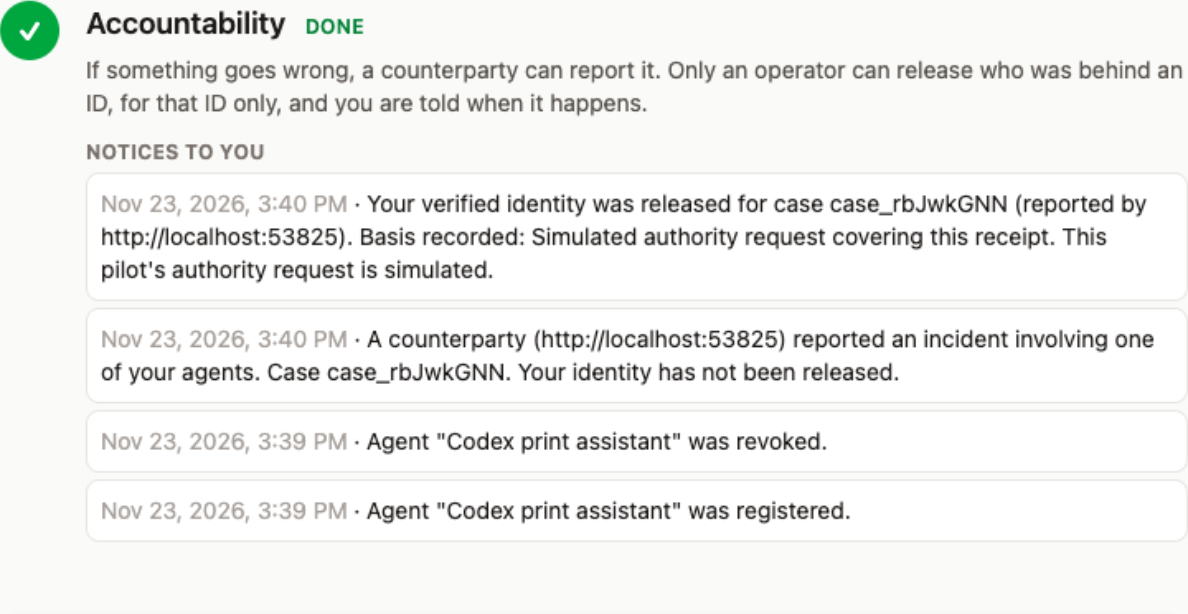 Accountability DONE
If something goes wrong, a counterparty can report it. Only an operator can release who was behind an
ID, for that ID only, and you are told when it happens.
NOTICES TO YOU
Nov 23, 2026, 3:40 PM · Your verified identity was released for case case_rbJwkGNN (reported by
http://localhost:53825). Basis recorded: Simulated authority request covering this receipt. This
pilot's authority request is simulated.
Nov 23, 2026, 3:40 PM · A counterparty (http://localhost:53825) reported an incident involving one
of your agents. Case case_rbJwkGNN. Your identity has not been released.
Nov 23, 2026, 3:39 PM · Agent "Codex print assistant" was revoked.
Nov 23, 2026, 3:39 PM · Agent "Codex print assistant" was registered.